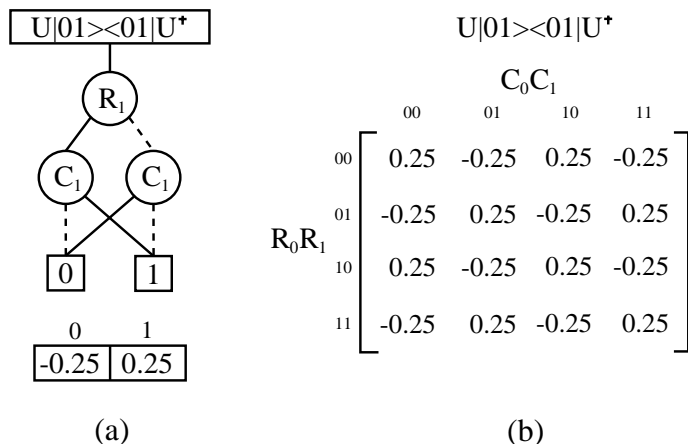 U|01><01|U†
R₁
C₁ C₁
0 1
0 1
-0.25 0.25
(a)
U|01><01|U†
C₀C₁
00 01 10 11
00 0.25 -0.25 0.25 -0.25
01 -0.25 0.25 -0.25 0.25
R₀R₁
10 0.25 -0.25 0.25 -0.25
11 -0.25 0.25 -0.25 0.25
(b)